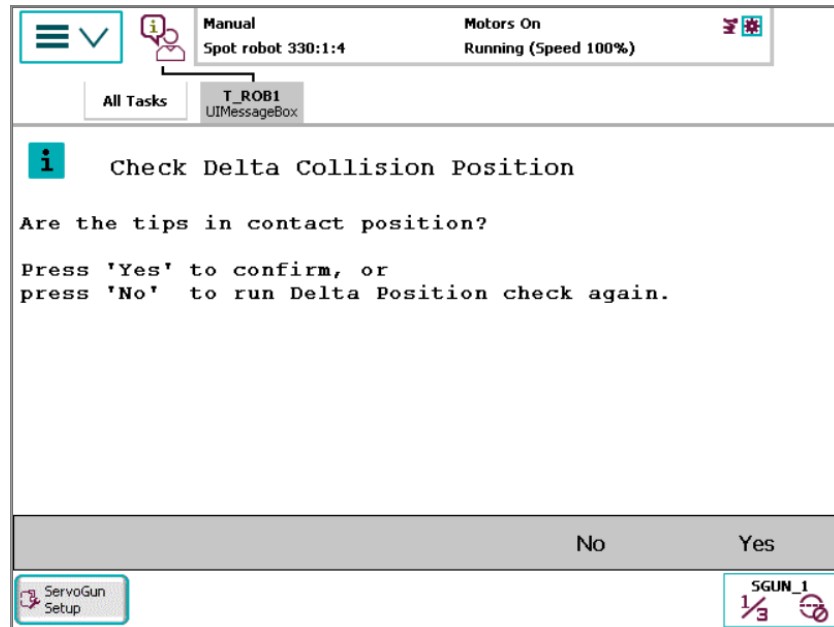 Manual
Spot robot 330:1:4
Motors On
Running (Speed 100%)
All Tasks
T_ROB1
UIMessageBox
Check Delta Collision Position
Are the tips in contact position?
Press 'Yes' to confirm, or
press 'No'  to run Delta Position check again.
No
Yes
ServoGun
Setup
SGUN_1
1/3